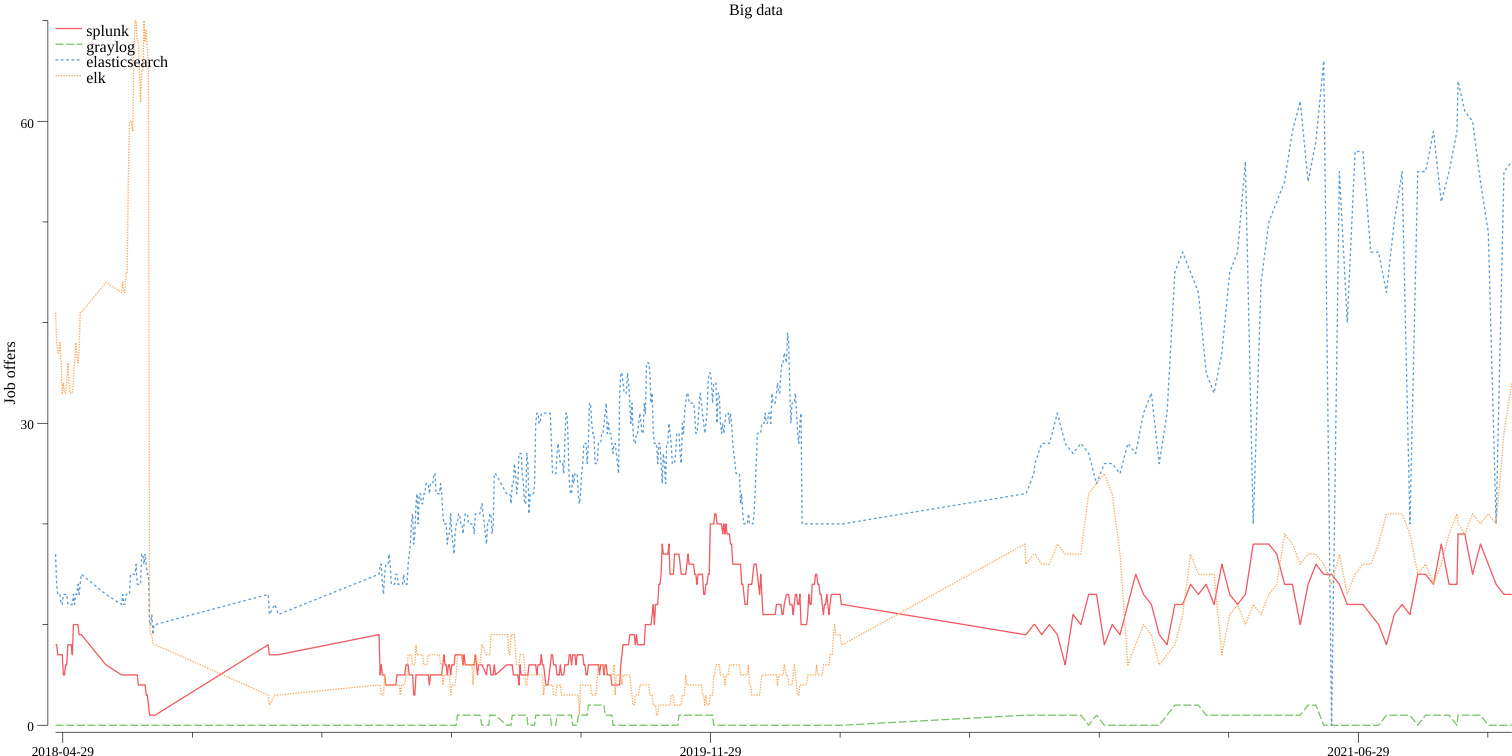 Big data
splunk
graylog
elasticsearch
elk
60
30
0
Job offers
2018-04-29
2019-11-29
2021-06-29